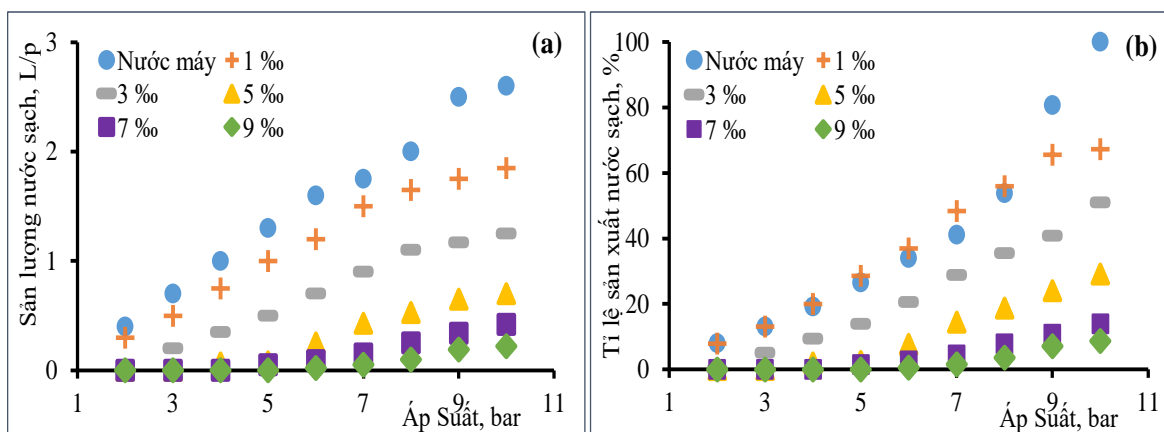 (a)
Sản lượng nước sạch, L/p
3
2
1
0
Nước máy 1 ‰
3 ‰ 5 ‰
7 ‰ 9 ‰
1 3 5 7 9 11
Áp Suất, bar
(b)
Tỉ lệ sản xuất nước sạch, %
100
80
60
40
20
0
Nước máy 1 ‰
3 ‰ 5 ‰
7 ‰ 9 ‰
1 3 5 7 9 11
Áp Suất, bar